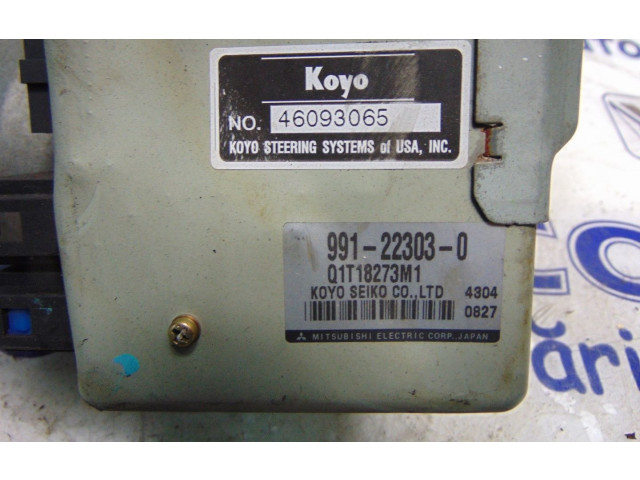 Koyo
NO. 46093065
KOYO STEERING SYSTEMS of USA, INC.
991-22303-0
Q1T18273M1
KOYO SEIKO CO.,LTD 4304
0827
MITSUBISHI ELECTRIC CORP., JAPAN